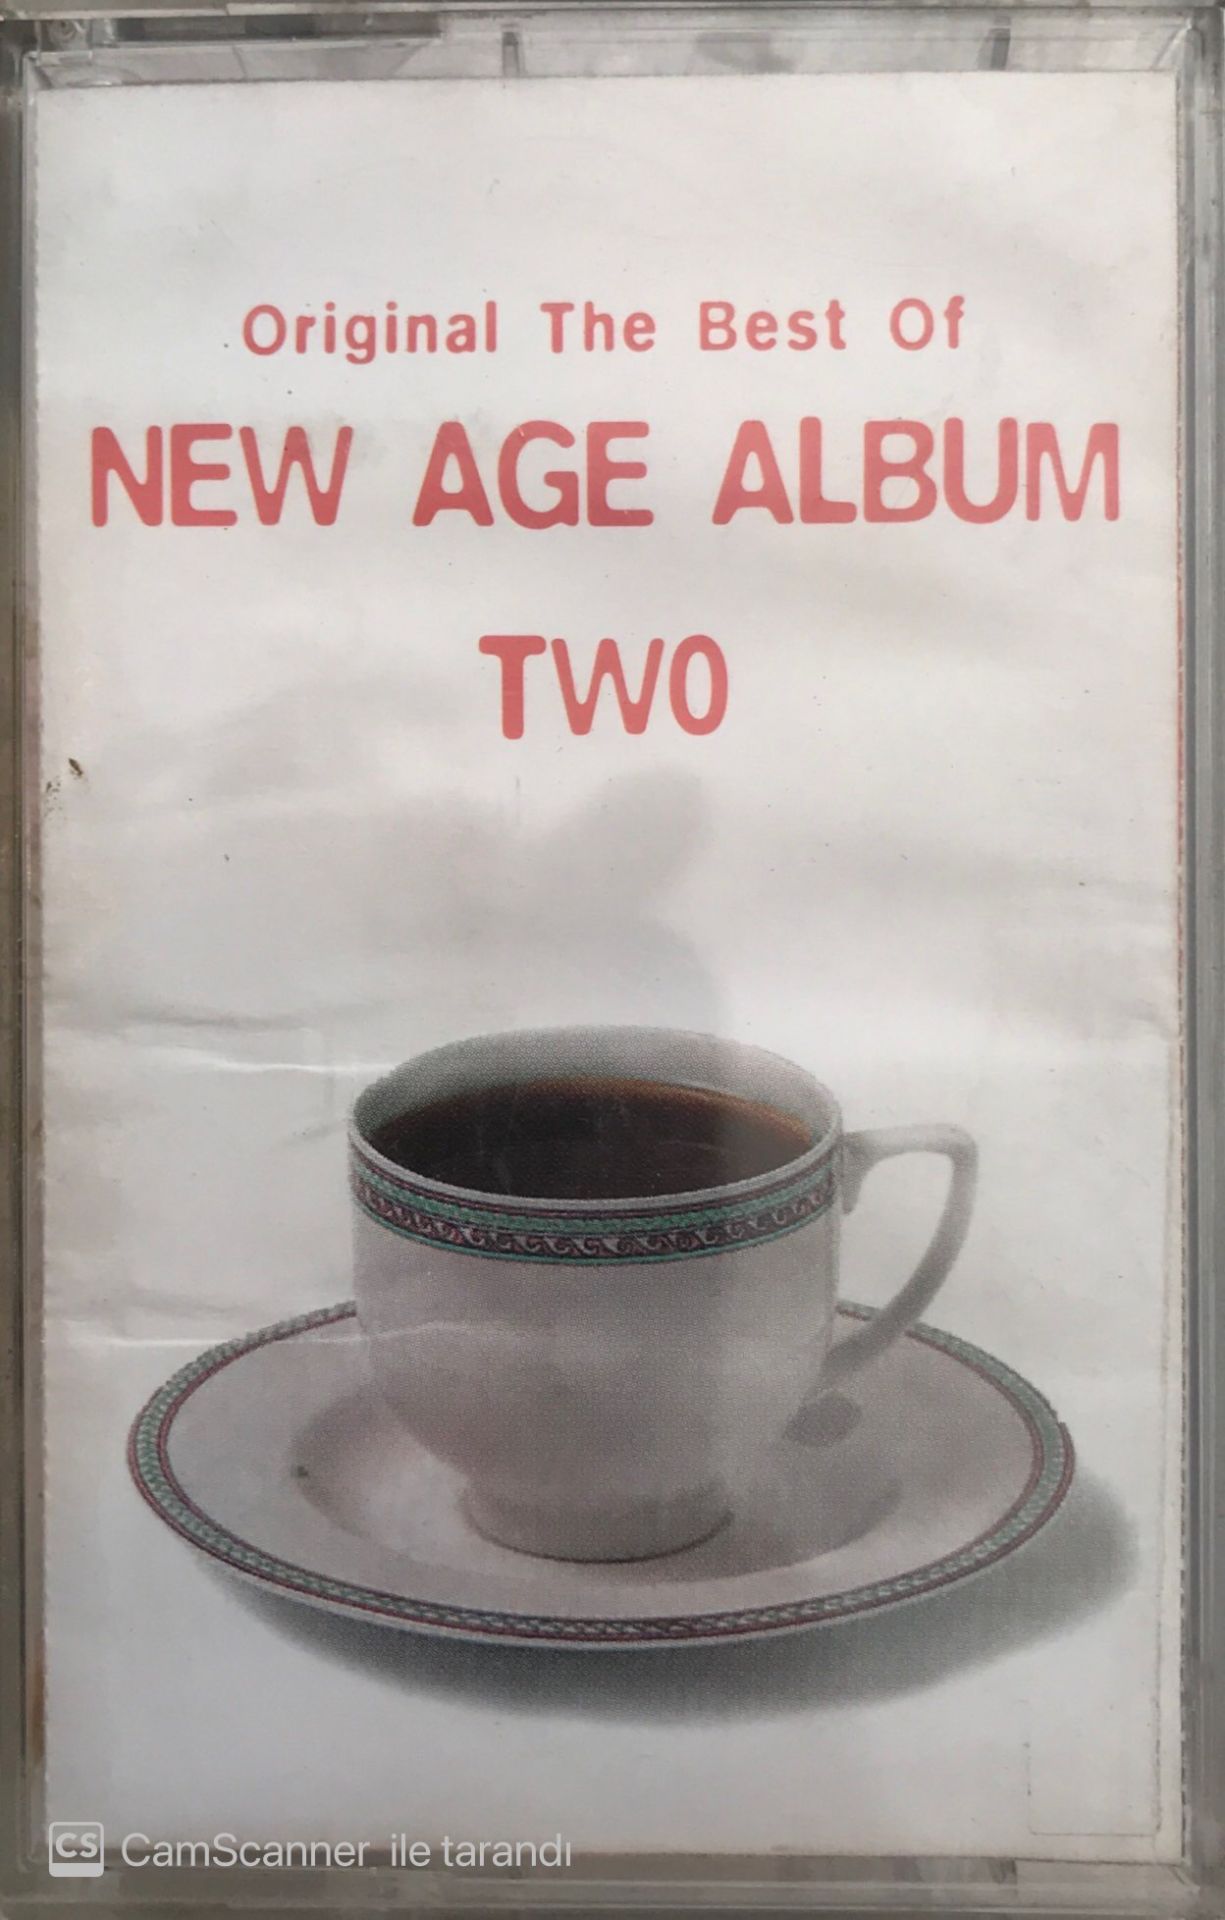 Original The Best Of
NEW AGE ALBUM
TWO
CS CamScanner ile tarandı